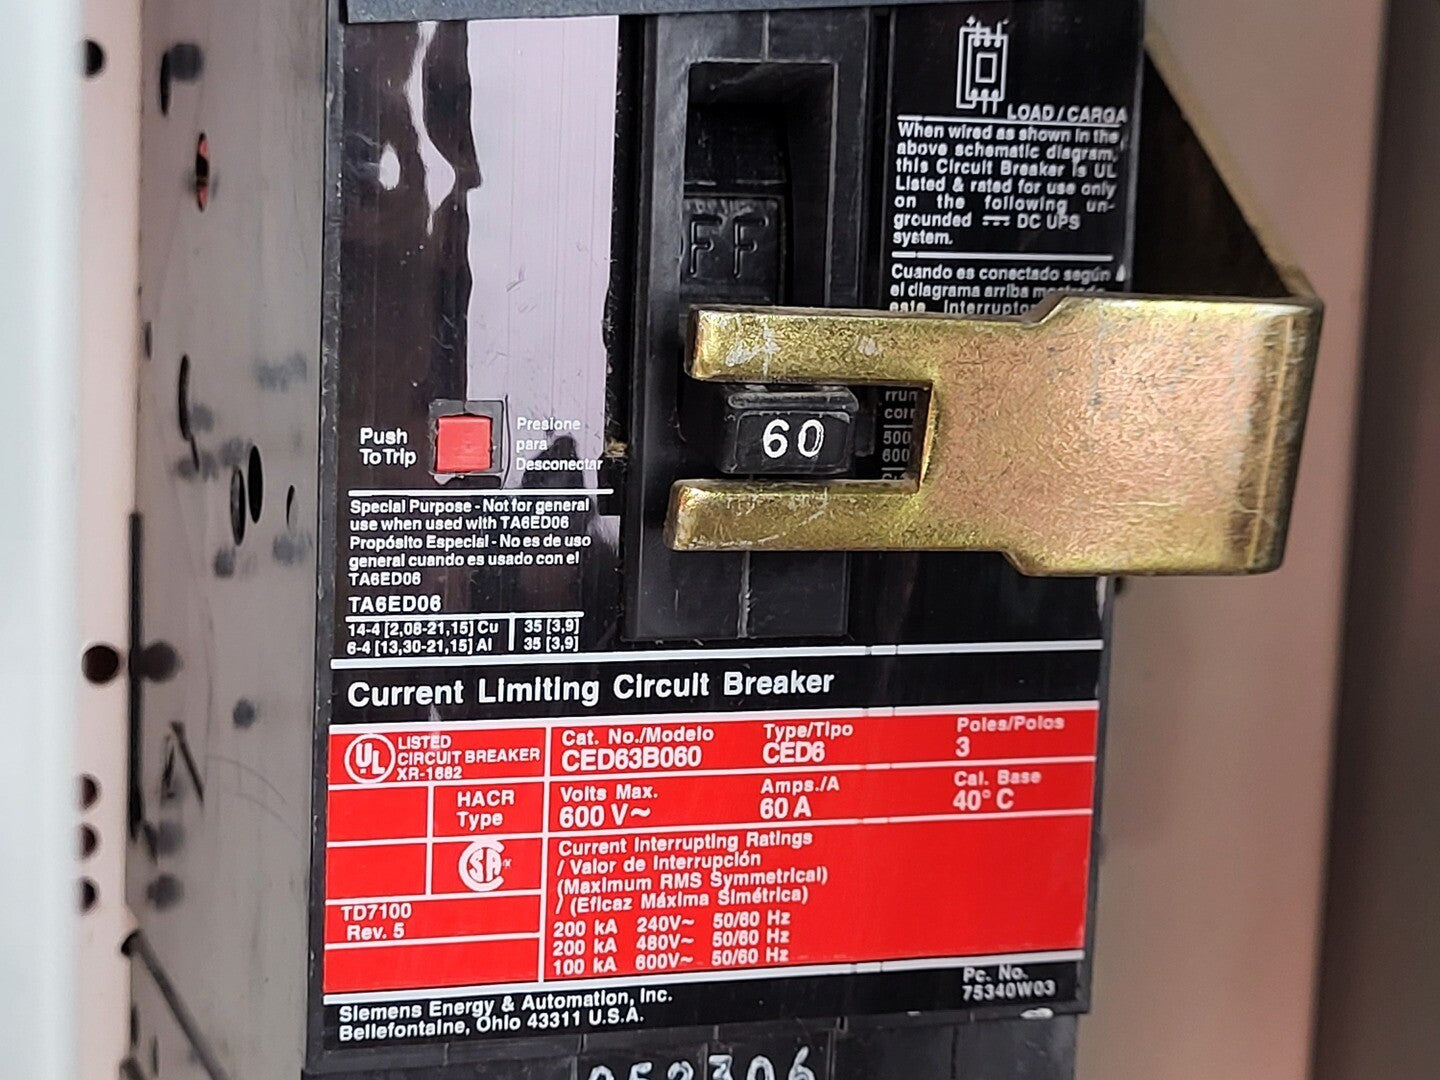 LOAD/CARGA
When wired as shown in the
above schematic diagram,
this Circuit Breaker is UL
Listed & rated for use only
on the following un-
grounded DC UPS
system.
Cuando es conectado según
el diagrama arriba
este
FF
60
500
600
Push
To Trip
Presione
para
Desconectar
Special Purpose - Not for general
use when used with TA6ED06
Propósito Especial - No es de uso
general cuando es usado con el
TA6ED06
TA6ED06
14-4 [2,08-21,15] Cu 35 [3,9]
6-4 [13,30-21,15] Al 35 [3,9]
Current Limiting Circuit Breaker
UL LISTED
CIRCUIT BREAKER
XR-1682
HACR
Type
SA
TD7100
Rev. 5
Cat. No./Modelo
CED63B060
Type/Tipo
CED6
Poles/Polos
3
Volts Max.
600 V~
Amps./A
60 A
Cal. Base
40° C
Current Interrupting Ratings
/ Valor de Interrupción
(Maximum RMS Symmetrical)
/ (Eficaz Máxima Simétrica)
200 kA 240V~ 50/60 Hz
200 kA 480V~ 50/60 Hz
100 kA 600V~ 50/60 Hz
Siemens Energy & Automation, Inc.
Bellefontaine, Ohio 43311 U.S.A.
Pc. No.
75340W03